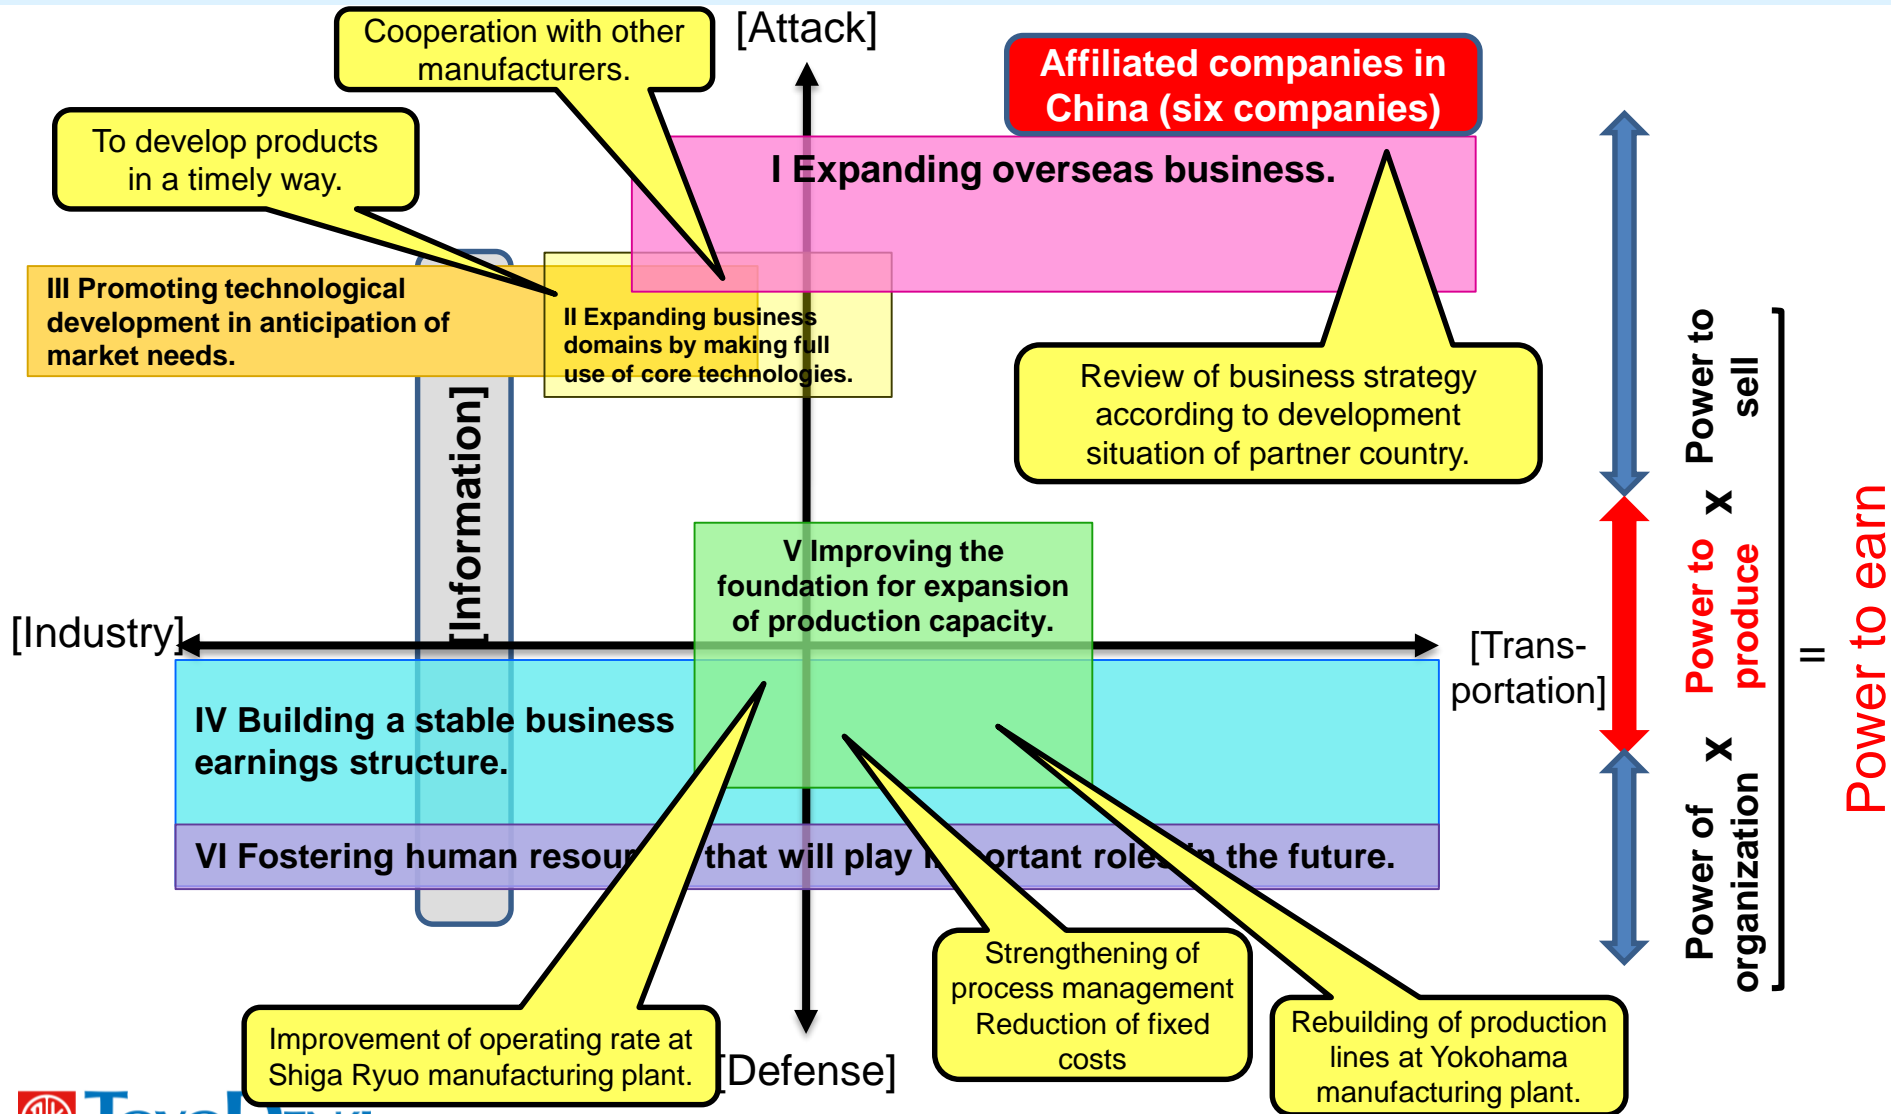 [Attack]
Cooperation with other
manufacturers.
Affiliated companies in
China (six companies)
To develop products
in a timely way.
I Expanding overseas business.
III Promoting technological
development in anticipation of
market needs.
II Expanding business
domains by making full
use of core technologies.
Review of business strategy
according to development
situation of partner country.
[Information]
V Improving the
foundation for expansion
of production capacity.
[Industry]
[Trans-
portation]
IV Building a stable business
earnings structure.
VI Fostering human resour that will play important roles in the future.
Improvement of operating rate at
Shiga Ryuo manufacturing plant.
[Defense]
Strengthening of
process management
Reduction of fixed
costs
Rebuilding of production
lines at Yokohama
manufacturing plant.
Power to
sell
x
Power to
produce
x
Power of
organization
=
Power to earn